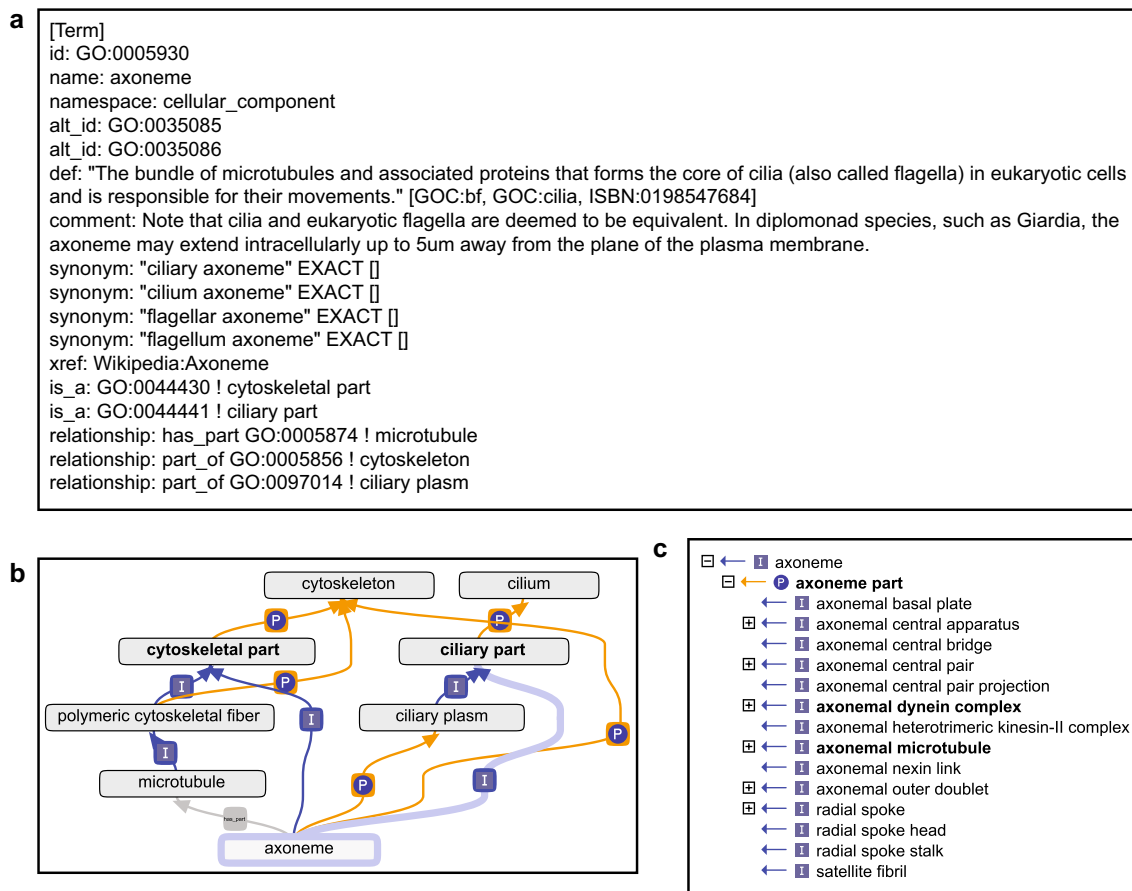 a
[Term]
id: GO:0005930
name: axoneme
namespace: cellular_component
alt_id: GO:0035085
alt_id: GO:0035086
def: "The bundle of microtubules and associated proteins that forms the core of cilia (also called flagella) in eukaryotic cells
and is responsible for their movements." [GOC:bf, GOC:cilia, ISBN:0198547684]
comment: Note that cilia and eukaryotic flagella are deemed to be equivalent. In diplomonad species, such as Giardia, the
axoneme may extend intracellularly up to 5um away from the plane of the plasma membrane.
synonym: "ciliary axoneme" EXACT []
synonym: "cilium axoneme" EXACT []
synonym: "flagellar axoneme" EXACT []
synonym: "flagellum axoneme" EXACT []
xref: Wikipedia:Axoneme
is_a: GO:0044430 ! cytoskeletal part
is_a: GO:0044441 ! ciliary part
relationship: has_part GO:0005874 ! microtubule
relationship: part_of GO:0005856 ! cytoskeleton
relationship: part_of GO:0097014 ! ciliary plasm
b
cytoskeleton
cilium
P
P
cytoskeletal part
ciliary part
I
P
I
I
polymeric cytoskeletal fiber
ciliary plasm
P
I
microtubule
P
I
has_part
axoneme
c
I axoneme
P axoneme part
I axonemal basal plate
I axonemal central apparatus
I axonemal central bridge
I axonemal central pair
I axonemal central pair projection
I axonemal dynein complex
I axonemal heterotrimeric kinesin-II complex
I axonemal microtubule
I axonemal nexin link
I axonemal outer doublet
I radial spoke
I radial spoke head
I radial spoke stalk
I satellite fibril